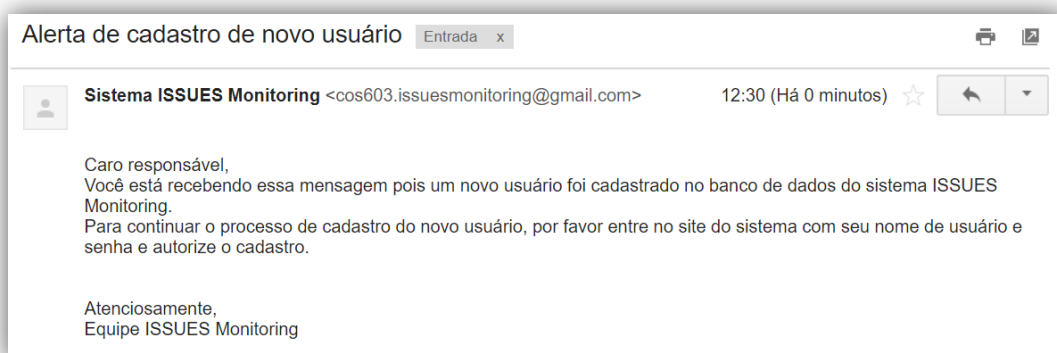 Alerta de cadastro de novo usuário Entrada x
Sistema ISSUES Monitoring <cos603.issuesmonitoring@gmail.com> 12:30 (Há 0 minutos)
Caro responsável,
Você está recebendo essa mensagem pois um novo usuário foi cadastrado no banco de dados do sistema ISSUES
Monitoring.
Para continuar o processo de cadastro do novo usuário, por favor entre no site do sistema com seu nome de usuário e
senha e autorize o cadastro.
Atenciosamente,
Equipe ISSUES Monitoring